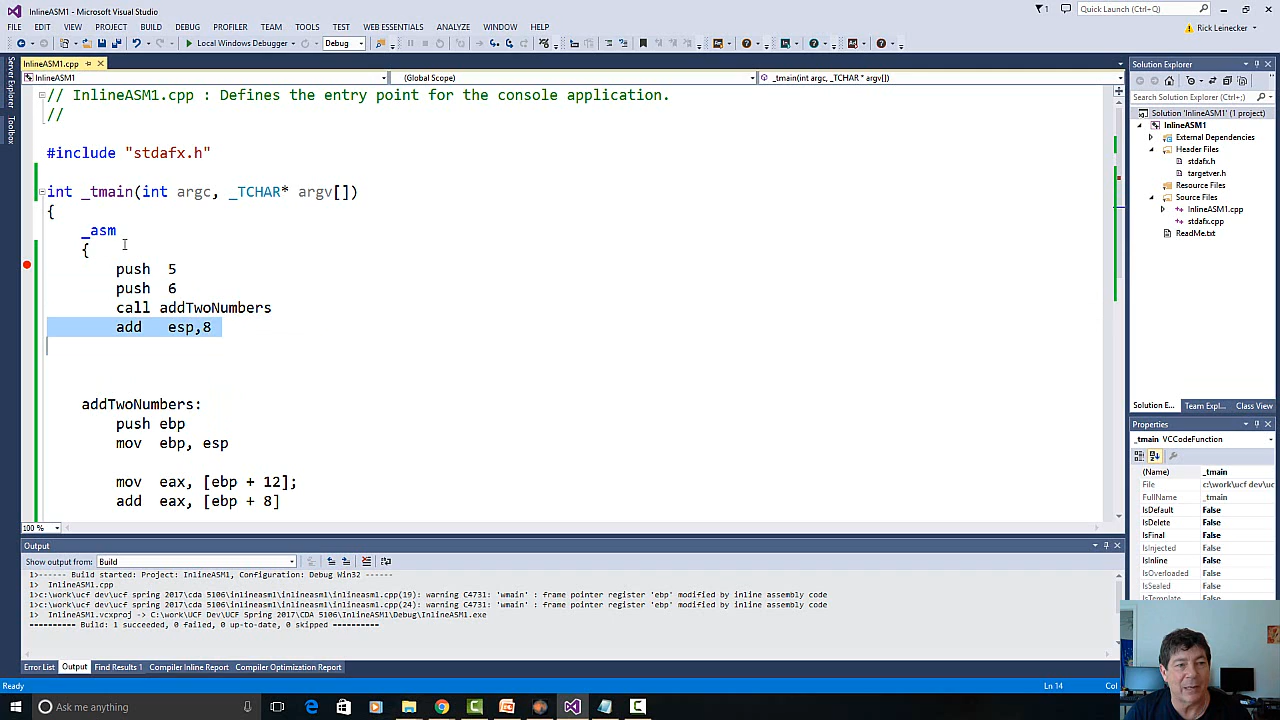 InlineASM1 - Microsoft Visual Studio
Quick Launch (Ctrl+Q)
1
FILE EDIT VIEW PROJECT BUILD DEBUG PROFILER TEAM TOOLS TEST WEB ESSENTIALS ANALYZE WINDOW HELP
Rick Leinecker
Local Windows Debugger Debug
Server Explorer
Toolbox
InlineASM1.cpp
InlineASM1 (Global Scope) _tmain(int argc, _TCHAR * argv[])
// InlineASM1.cpp : Defines the entry point for the console application.
//
#include "stdafx.h"
int _tmain(int argc, _TCHAR* argv[])
{
_asm
{
push 5
push 6
call addTwoNumbers
add esp,8
addTwoNumbers:
push ebp
mov ebp, esp
mov eax, [ebp + 12];
add eax, [ebp + 8]
100 %
Solution Explorer
Search Solution Explorer (Ctrl+;)
Solution 'InlineASM1' (1 project)
InlineASM1
External Dependencies
Header Files
stdafx.h
targetver.h
Resource Files
Source Files
InlineASM1.cpp
stdafx.cpp
ReadMe.txt
Solution E... Team Expl... Class View
Properties
_tmain VCCodeFunction
(Name) _tmain
File c:\work\ucf dev\uc
FullName _tmain
IsDefault False
IsDelete False
IsFinal False
IsInjected False
IsInline False
IsOverloaded False
IsSealed False
IsTemplate False
Output
Show output from: Build
1>------ Build started: Project: InlineASM1, Configuration: Debug Win32 ------
1> InlineASM1.cpp
1>c:\work\ucf dev\ucf spring 2017\cda 5106\inlineasm1\inlineasm1\inlineasm1.cpp(19): warning C4731: 'wmain' : frame pointer register 'ebp' modified by inline assembly code
1>c:\work\ucf dev\ucf spring 2017\cda 5106\inlineasm1\inlineasm1\inlineasm1.cpp(24): warning C4731: 'wmain' : frame pointer register 'ebp' modified by inline assembly code
1> InlineASM1.vcxproj -> C:\work\UCF Dev\UCF Spring 2017\CDA 5106\InlineASM1\Debug\InlineASM1.exe
========== Build: 1 succeeded, 0 failed, 0 up-to-date, 0 skipped ==========
Error List Output Find Results 1 Compiler Inline Report Compiler Optimization Report
Ready Ln 14 Col
Ask me anything